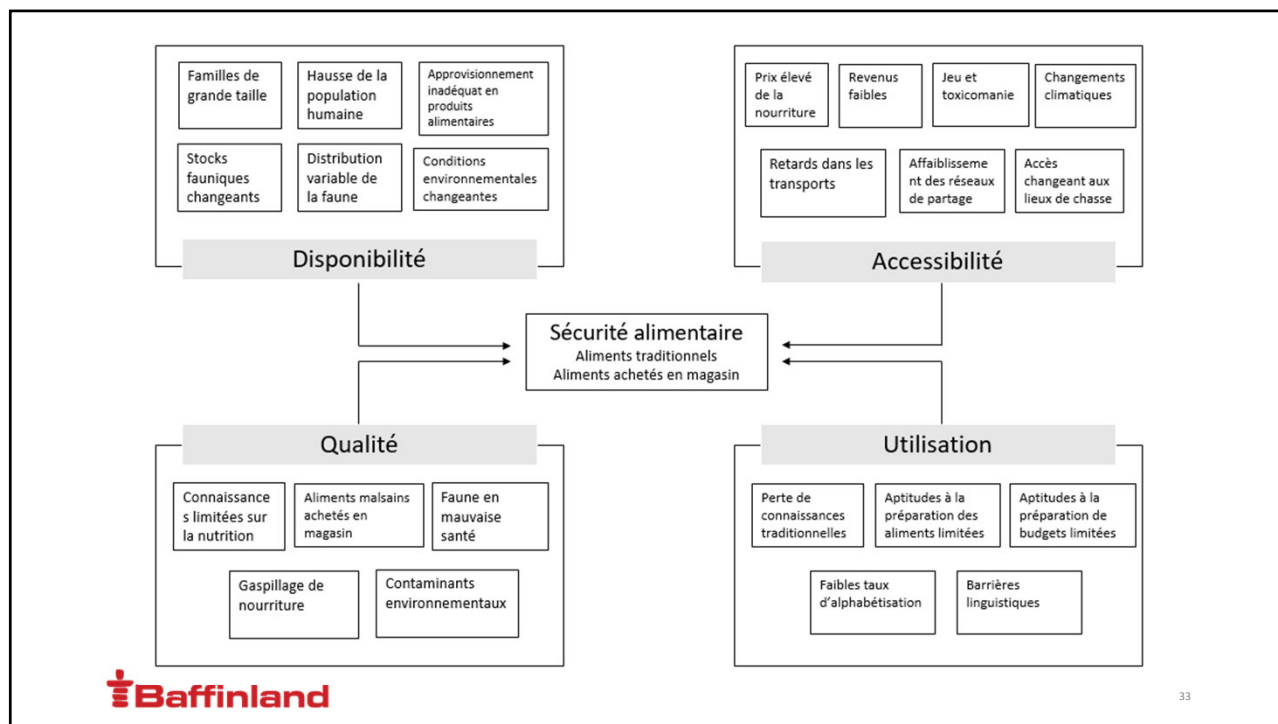 Familles de
grande taille
Hausse de la
population
humaine
Approvisionnement
inadéquat en
produits
alimentaires
Stocks
fauniques
changeants
Distribution
variable de
la faune
Conditions
environnementales
changeantes
Disponibilité
Prix élevé
de la
nourriture
Revenus
faibles
Jeu et
toxicomanie
Changements
climatiques
Retards dans les
transports
Affaiblisseme
nt des réseaux
de partage
Accès
changeant aux
lieux de chasse
Accessibilité
Sécurité alimentaire
Aliments traditionnels
Aliments achetés en magasin
Qualité
Connaissance
s limitées sur
la nutrition
Aliments malsains
achetés en
magasin
Faune en
mauvaise
santé
Gaspillage de
nourriture
Contaminants
environnementaux
Utilisation
Perte de
connaissances
traditionnelles
Aptitudes à la
préparation des
aliments limitées
Aptitudes à la
préparation de
budgets limitées
Faibles taux
d'alphabétisation
Barrières
linguistiques
Baffinland
33